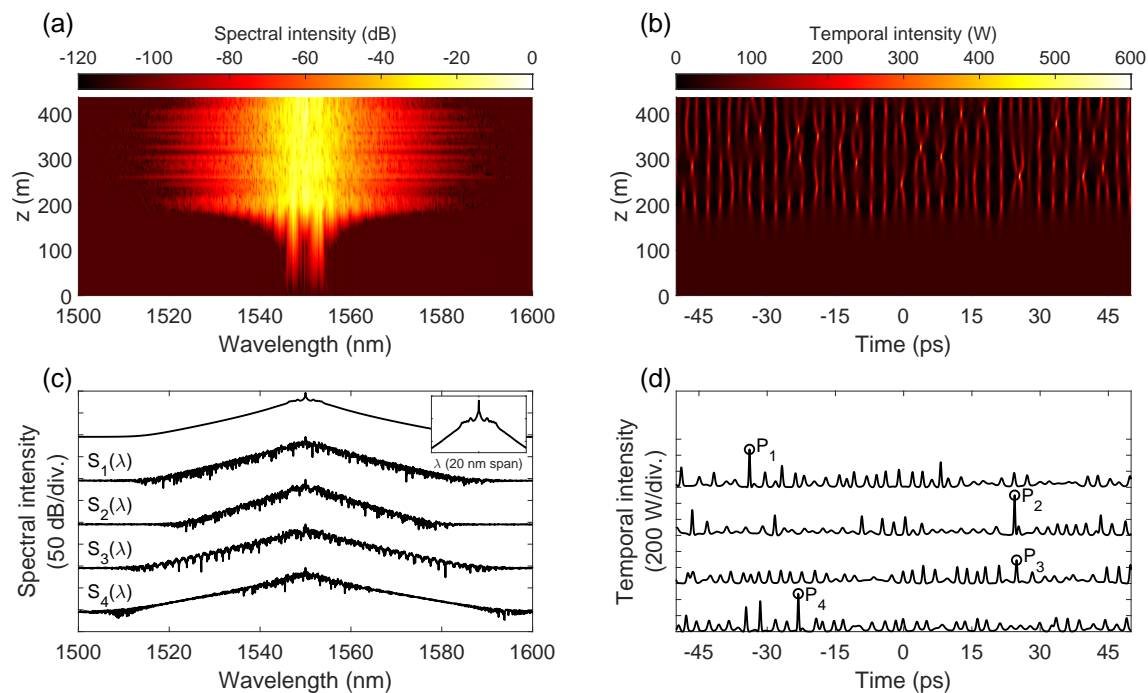 (a)
Spectral intensity (dB)
-120 -100 -80 -60 -40 -20 0
400
300
200
100
0
z (m)
1500 1520 1540 1560 1580 1600
Wavelength (nm)
(b)
Temporal intensity (W)
0 100 200 300 400 500 600
400
300
200
100
0
z (m)
-45 -30 -15 0 15 30 45
Time (ps)
(c)
Spectral intensity
(50 dB/div.)
S1(λ)
S2(λ)
S3(λ)
S4(λ)
λ (20 nm span)
1500 1520 1540 1560 1580 1600
Wavelength (nm)
(d)
Temporal intensity
(200 W/div.)
P1
P2
P3
P4
-45 -30 -15 0 15 30 45
Time (ps)